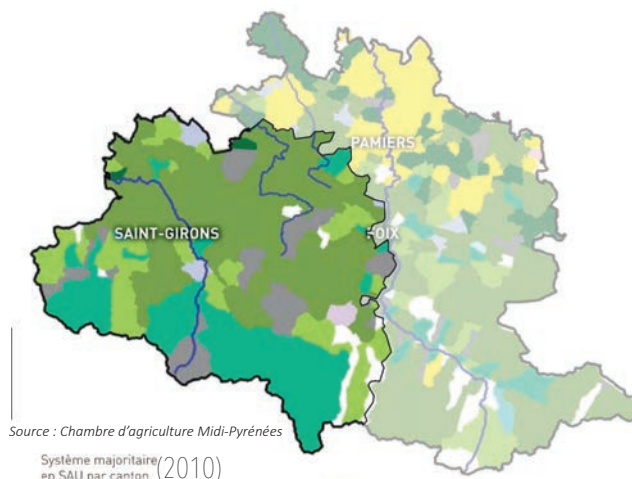 PAMIERS
SAINT-GIRONS
FOIX
Source : Chambre d'agriculture Midi-Pyrénées
Système majoritaire (2010)
en SAU par canton